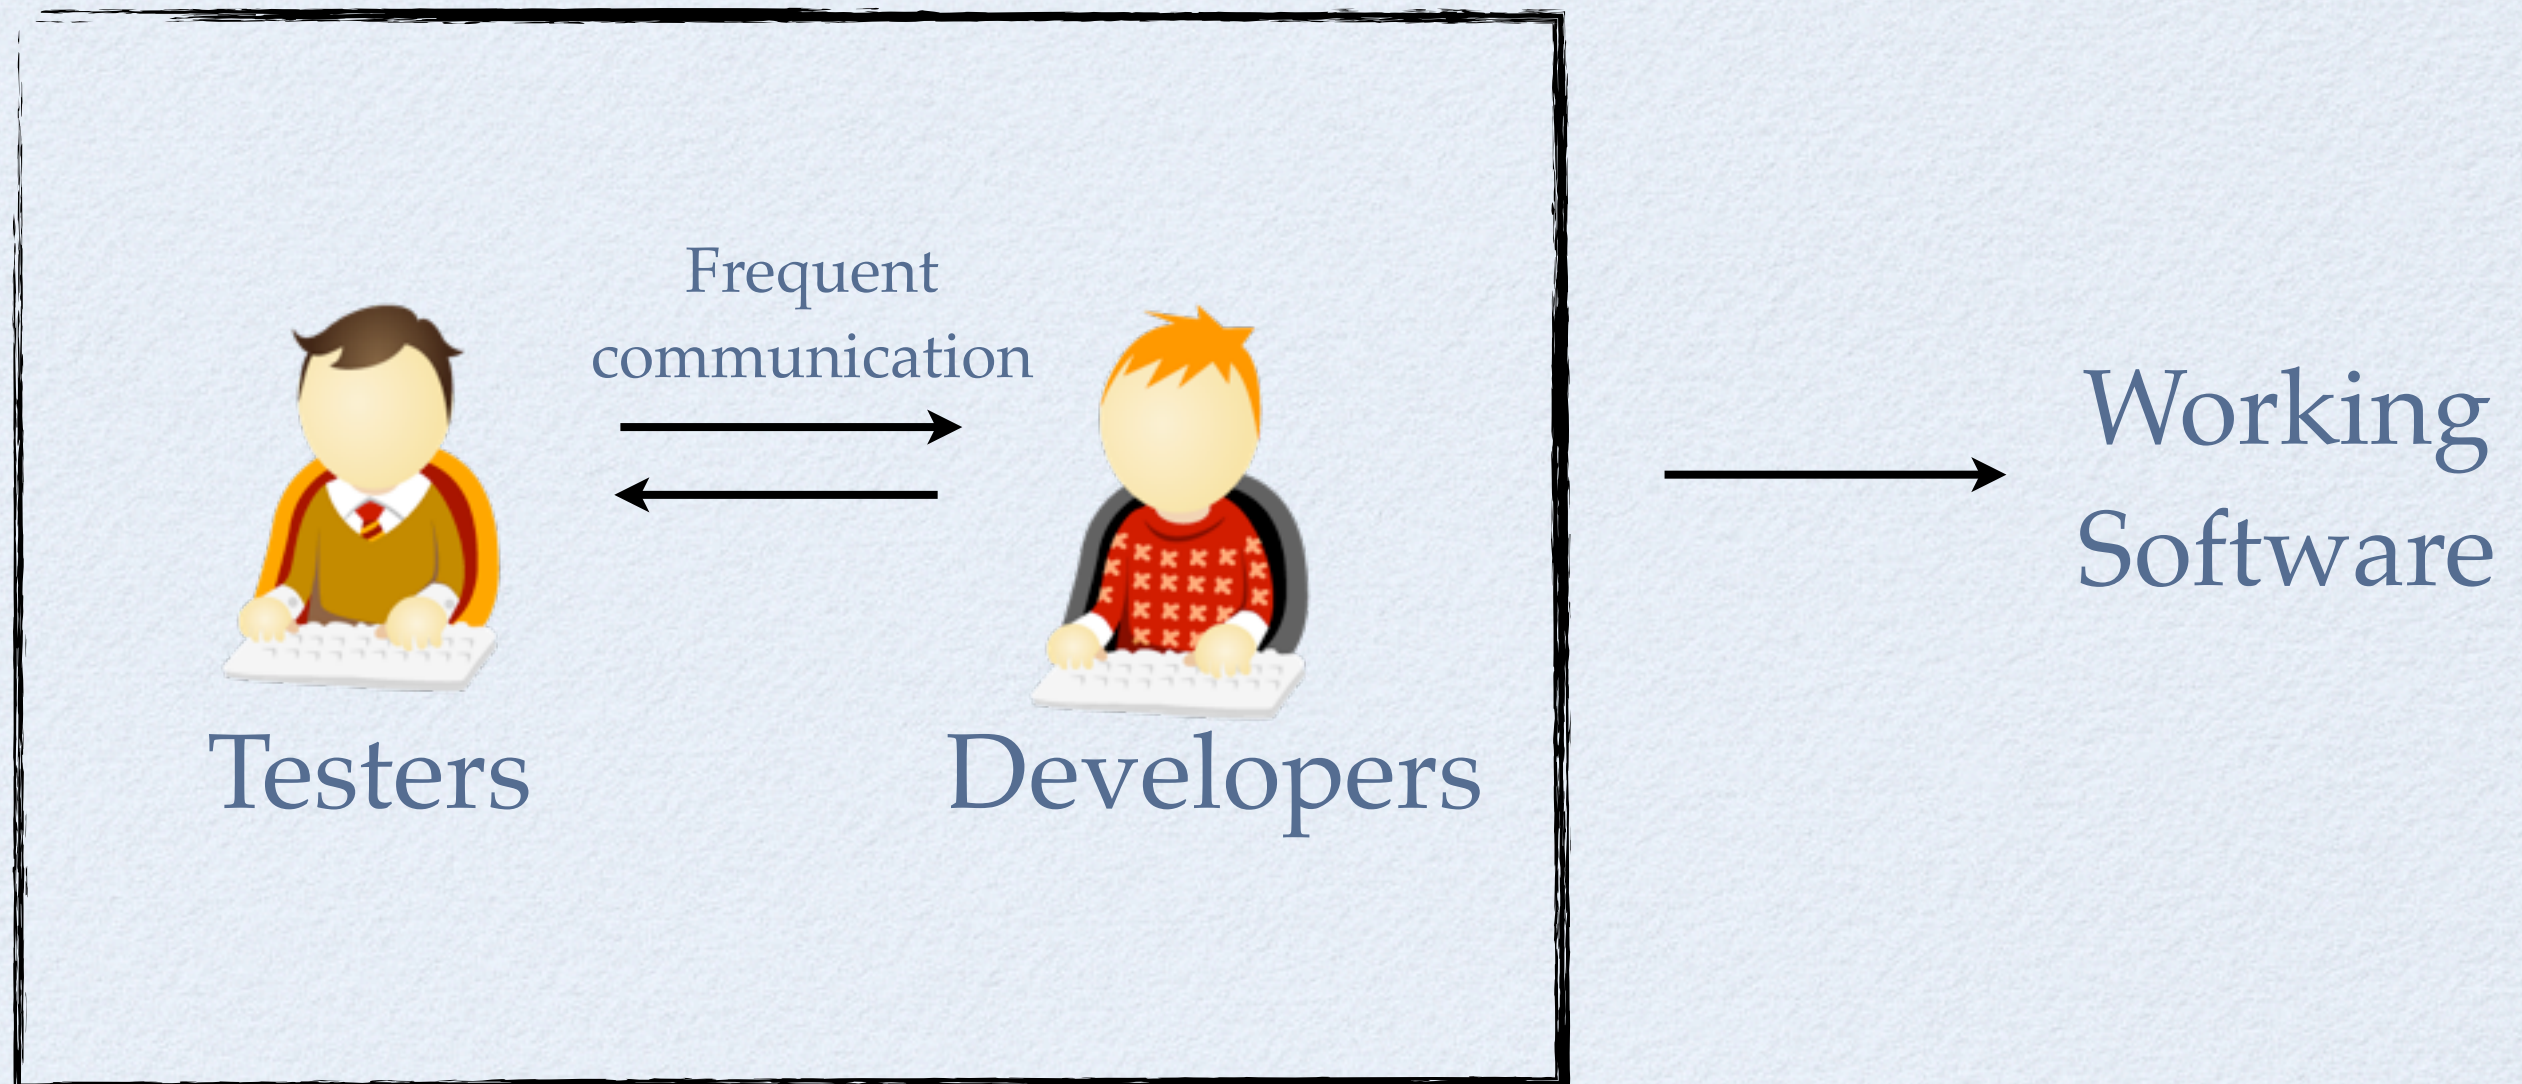 Frequent
communication
Testers
Developers
Working
Software